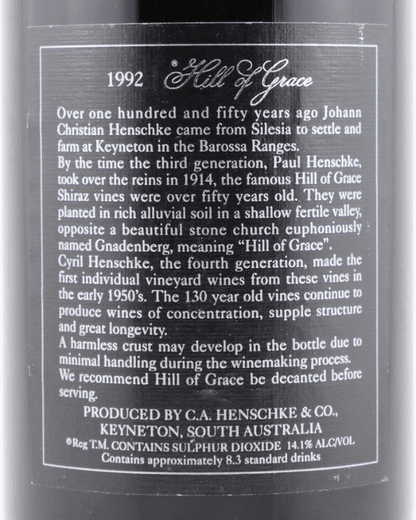 1992 ®Hill of Grace
Over one hundred and fifty years ago Johann
Christian Henschke came from Silesia to settle and
farm at Keyneton in the Barossa Ranges.
By the time the third generation, Paul Henschke,
took over the reins in 1914, the famous Hill of Grace
Shiraz vines were over fifty years old. They were
planted in rich alluvial soil in a shallow fertile valley,
opposite a beautiful stone church euphoniously
named Gnadenberg, meaning “Hill of Grace”.
Cyril Henschke, the fourth generation, made the
first individual vineyard wines from these vines in
the early 1950's. The 130 year old vines continue to
produce wines of concentration, supple structure
and great longevity.
A harmless crust may develop in the bottle due to
minimal handling during the winemaking process.
We recommend Hill of Grace be decanted before
serving.
PRODUCED BY C.A. HENSCHKE & CO.,
KEYNETON, SOUTH AUSTRALIA
®Reg T.M. CONTAINS SULPHUR DIOXIDE 14.1% ALC/VOL
Contains approximately 8.3 standard drinks